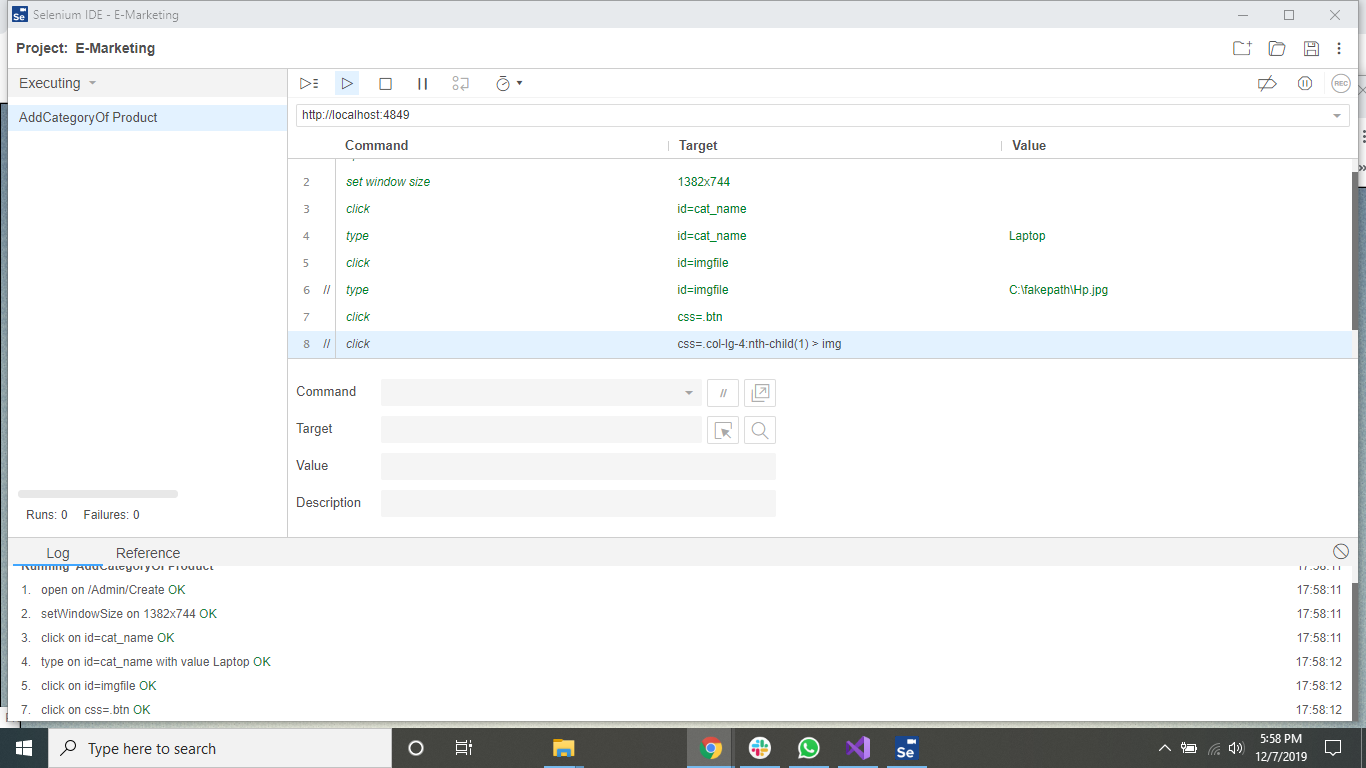 Selenium IDE - E-Marketing
Project: E-Marketing
Executing
REC
AddCategoryOf Product
http://localhost:4849
Command Target Value
2 set window size 1382x744
3 click id=cat_name
4 type id=cat_name Laptop
5 click id=imgfile
6 // type id=imgfile C:\fakepath\Hp.jpg
7 click css=.btn
8 // click css=.col-lg-4:nth-child(1) > img
Command //
Target
Value
Description
Runs: 0 Failures: 0
Log Reference
Running 'AddCategoryOf Product' 17:58:11
1. open on /Admin/Create OK 17:58:11
2. setWindowSize on 1382x744 OK 17:58:11
3. click on id=cat_name OK 17:58:11
4. type on id=cat_name with value Laptop OK 17:58:12
5. click on id=imgfile OK 17:58:12
7. click on css=.btn OK 17:58:12
Type here to search
Se
5:58 PM
12/7/2019